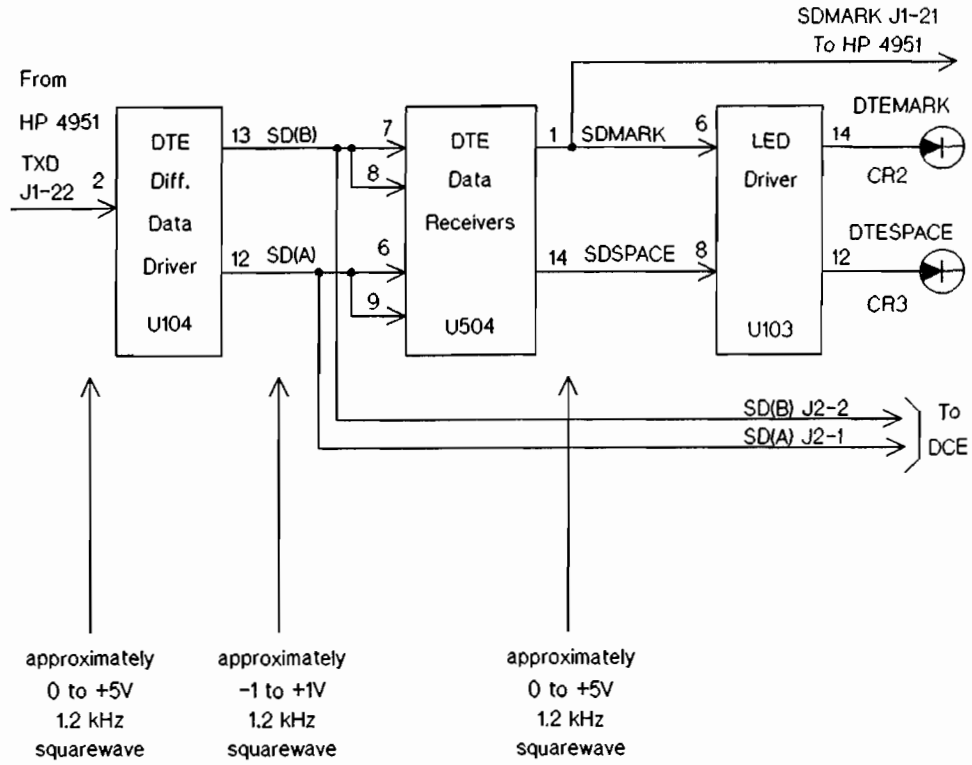 SDMARK J1-21
To HP 4951
From
HP 4951
TXD
J1-22
2
DTE
Diff.
Data
Driver
U104
13 SD(B)
12 SD(A)
7
8
6
9
DTE
Data
Receivers
U504
1 SDMARK
14 SDSPACE
6
8
LED
Driver
U103
14
12
DTEMARK
CR2
DTESPACE
CR3
SD(B) J2-2
SD(A) J2-1
To
DCE
approximately
0 to +5V
1.2 kHz
squarewave
approximately
-1 to +1V
1.2 kHz
squarewave
approximately
0 to +5V
1.2 kHz
squarewave